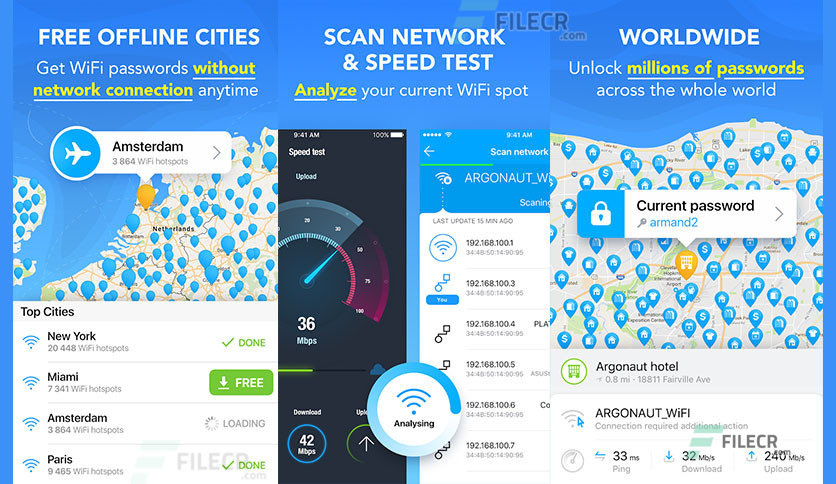 FILECR
.com
FREE OFFLINE CITIES
Get WiFi passwords without
network connection anytime
Amsterdam
3 864 WiFi hotspots
Netherlands
Top Cities
New York
20 448 WiFi hotspots
DONE
Miami
7 341 WiFi hotspots
FREE
Amsterdam
3 864 WiFi hotspots
LOADING
Paris
9 465 WiFi hotspots
DONE
FILECR
.com
SCAN NETWORK
& SPEED TEST
Analyze your current WiFi spot
9:41 AM
100%
Speed test
Upload
10
20
30
50
75
100
36
Mbps
Download
42
Mbps
9:41 AM
Scan network
ARGONAUT_W
Scanin
LAST UPDATE 15 MIN AGO
192.168.100.1
34:48:50:14:90:95
192.168.100.3
34:48:50:14:90:95
You
192.168.100.4
34:48:50:14:90:95
192.168.100.5
34:48:50:14:90:95
192.168.100.6
34:48:50:14:90:95
192.168.100.7
34:48:50:14:90:95
Analysing
WORLDWIDE
Unlock millions of passwords
across the whole world
Current password
armand2
Argonaut hotel
0.8 mi - 18811 Fairville Ave
ARGONAUT_WiFI
Connection required additional action
33 ms
Ping
32 Mb/s
Download
240 Mb/s
Upload
FILECR
.com